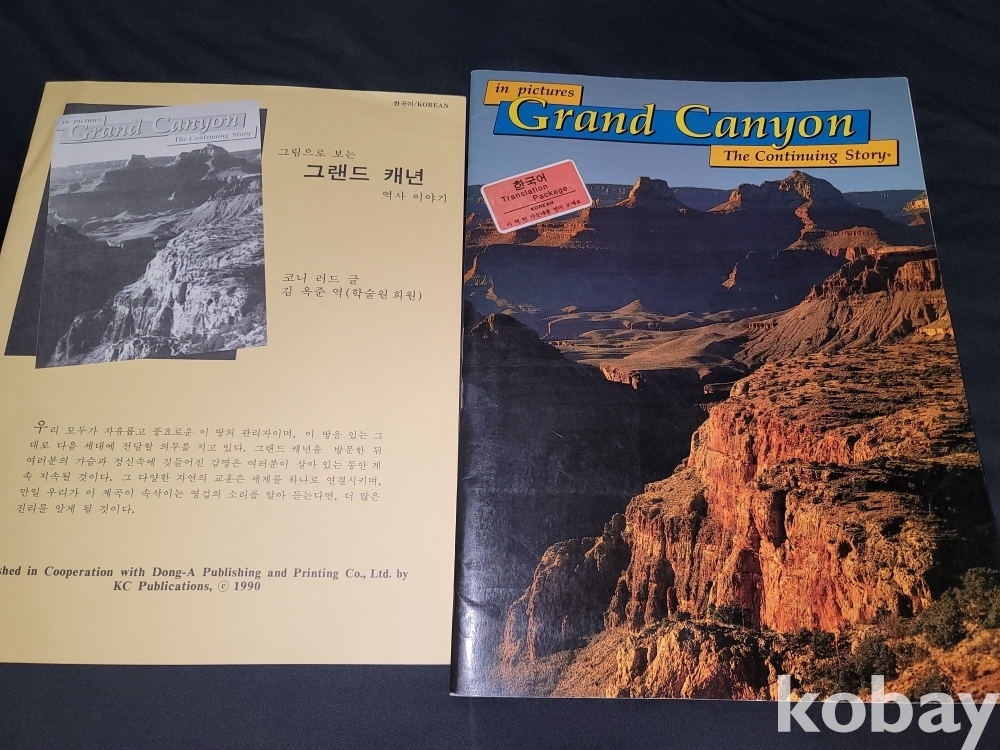 한국어/KOREAN
in pictures
Grand Canyon
The Continuing Story
그림으로 보는
그랜드 캐년
역사 이야기
코니 러드 글
김 옥준 역(학술원 회원)
우리 모두가 자유롭고 풍요로운 이 땅의 관리자이며, 이 땅을 있는 그
대로 다음 세대에 전달할 의무를 지고 있다. 그랜드 캐년을 방문한 뒤
여러분의 가슴과 정신속에 깃들어진 감명은 여러분이 살아 있는 동안 계
속 지속될 것이다. 그 다양한 자연의 교훈은 세계를 하나로 연결시키며,
만일 우리가 이 계곡이 속삭이는 영겁의 소리를 알아 듣는다면, 더 많은
진리를 알게 될 것이다.
shed in Cooperation with Dong-A Publishing and Printing Co., Ltd. by
KC Publications, © 1990
in pictures
Grand Canyon
The Continuing Story®
한국어
Translation
Package
KOREAN
이 책 한 가운데를
kobay